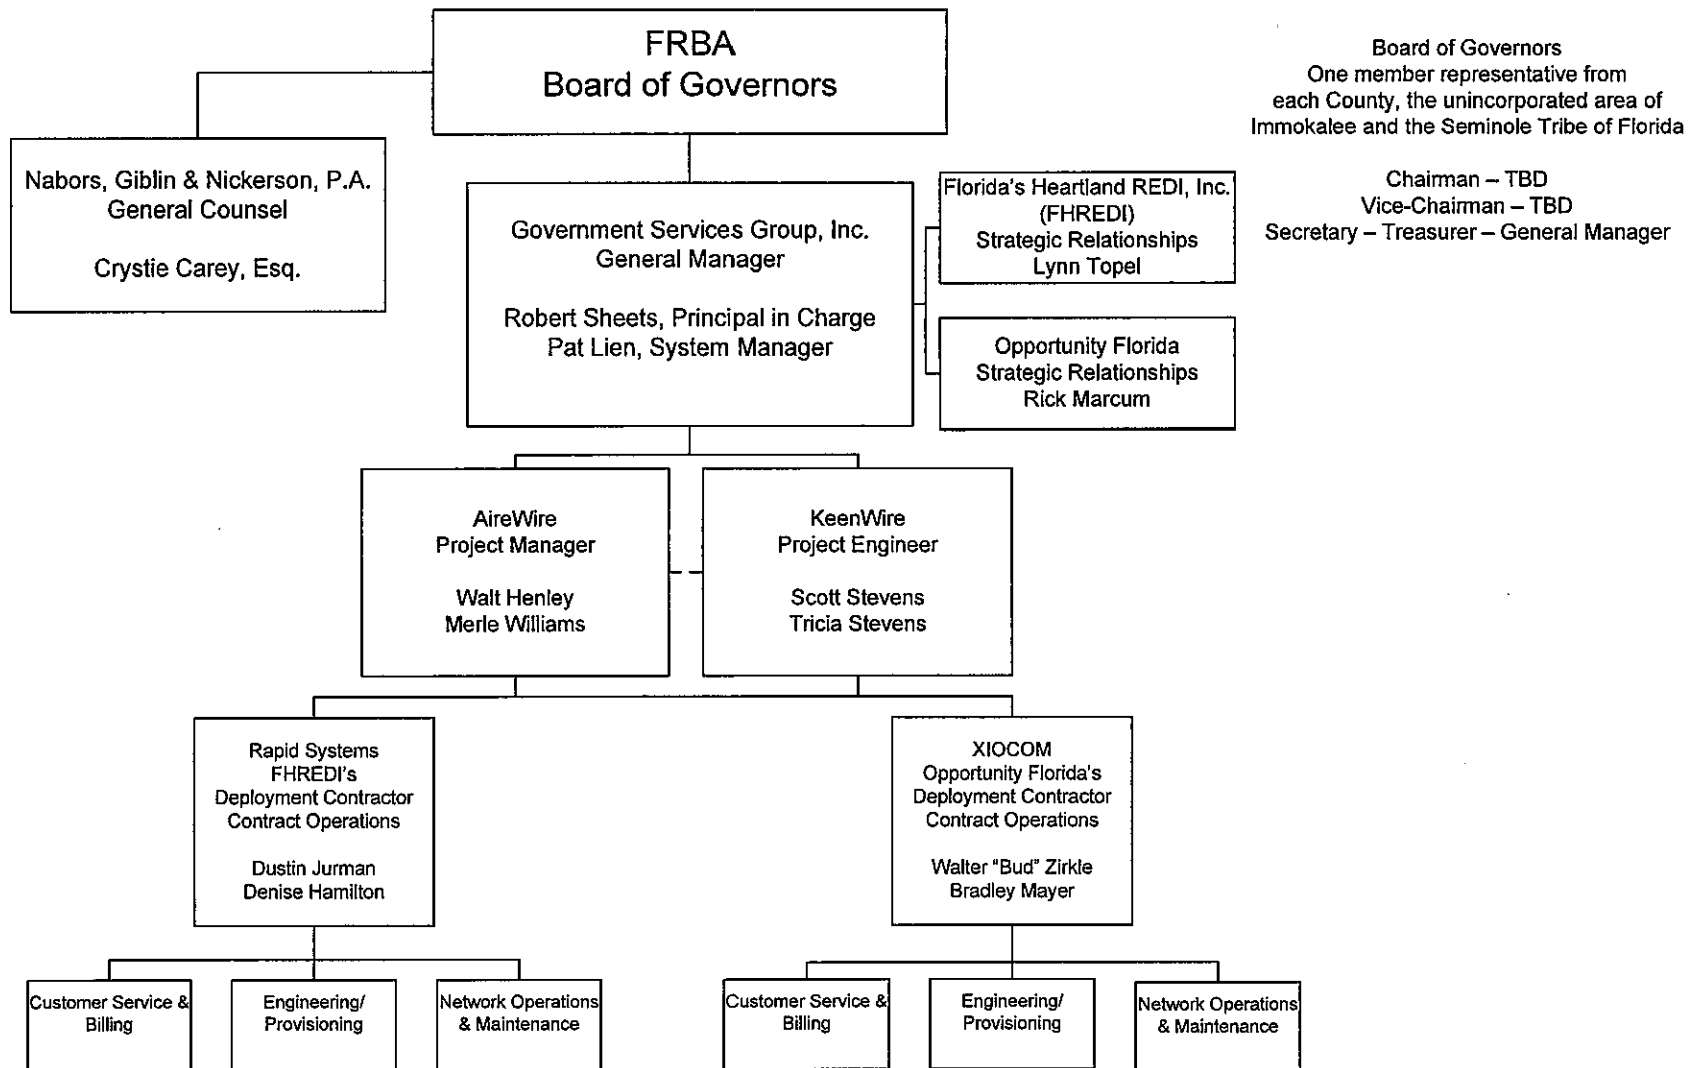 FRBA
Board of Governors
Board of Governors
One member representative from
each County, the unincorporated area of
Immokalee and the Seminole Tribe of Florida
Chairman – TBD
Vice-Chairman – TBD
Secretary – Treasurer – General Manager
Nabors, Giblin & Nickerson, P.A.
General Counsel
Crystie Carey, Esq.
Government Services Group, Inc.
General Manager
Robert Sheets, Principal in Charge
Pat Lien, System Manager
Florida's Heartland REDI, Inc.
(FHREDI)
Strategic Relationships
Lynn Topel
Opportunity Florida
Strategic Relationships
Rick Marcum
AireWire
Project Manager
Walt Henley
Merle Williams
KeenWire
Project Engineer
Scott Stevens
Tricia Stevens
Rapid Systems
FHREDI's
Deployment Contractor
Contract Operations
Dustin Jurman
Denise Hamilton
XIOCOM
Opportunity Florida's
Deployment Contractor
Contract Operations
Walter "Bud" Zirkle
Bradley Mayer
Customer Service &
Billing
Engineering/
Provisioning
Network Operations
& Maintenance
Customer Service &
Billing
Engineering/
Provisioning
Network Operations
& Maintenance